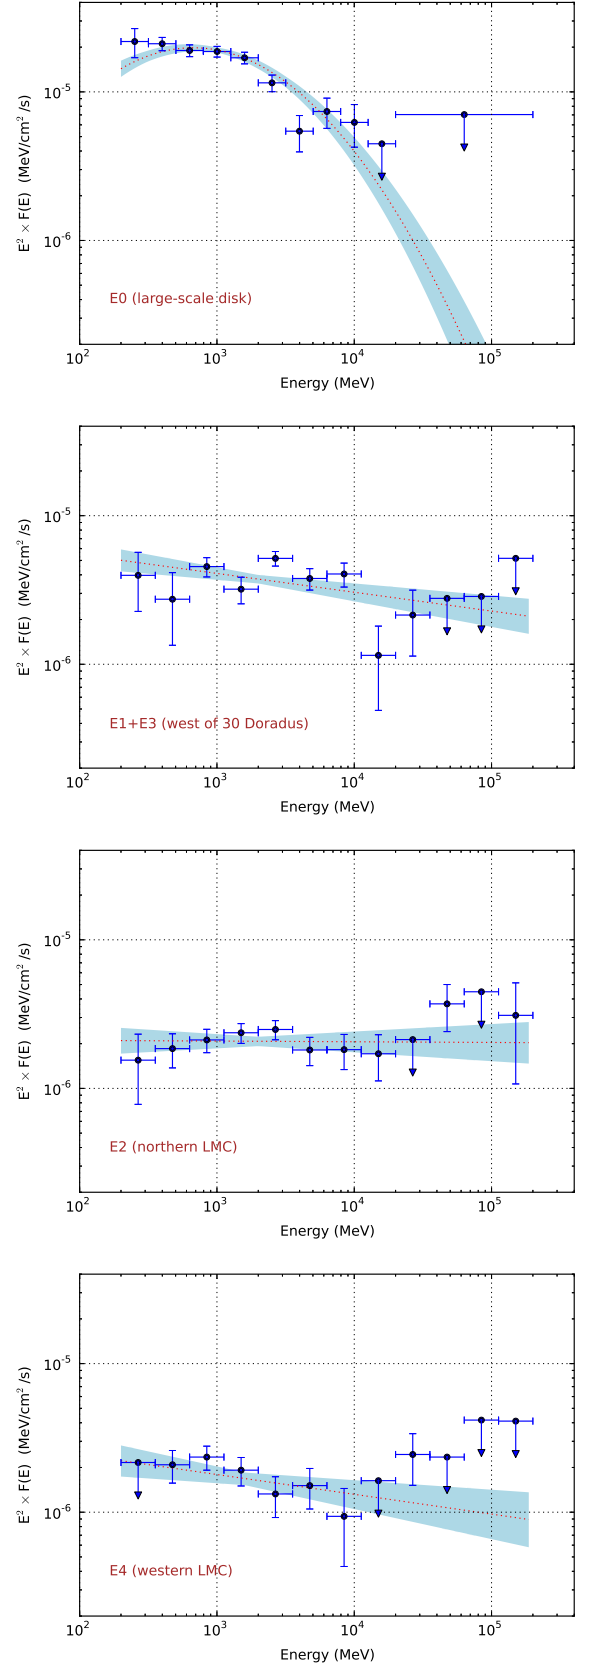 10⁻⁵
10⁻⁶
E² × F(E) (MeV/cm² /s)
E0 (large-scale disk)
10² 10³ 10⁴ 10⁵
Energy (MeV)
10⁻⁵
10⁻⁶
E² × F(E) (MeV/cm² /s)
E1+E3 (west of 30 Doradus)
10² 10³ 10⁴ 10⁵
Energy (MeV)
10⁻⁵
10⁻⁶
E² × F(E) (MeV/cm² /s)
E2 (northern LMC)
10² 10³ 10⁴ 10⁵
Energy (MeV)
10⁻⁵
10⁻⁶
E² × F(E) (MeV/cm² /s)
E4 (western LMC)
10² 10³ 10⁴ 10⁵
Energy (MeV)